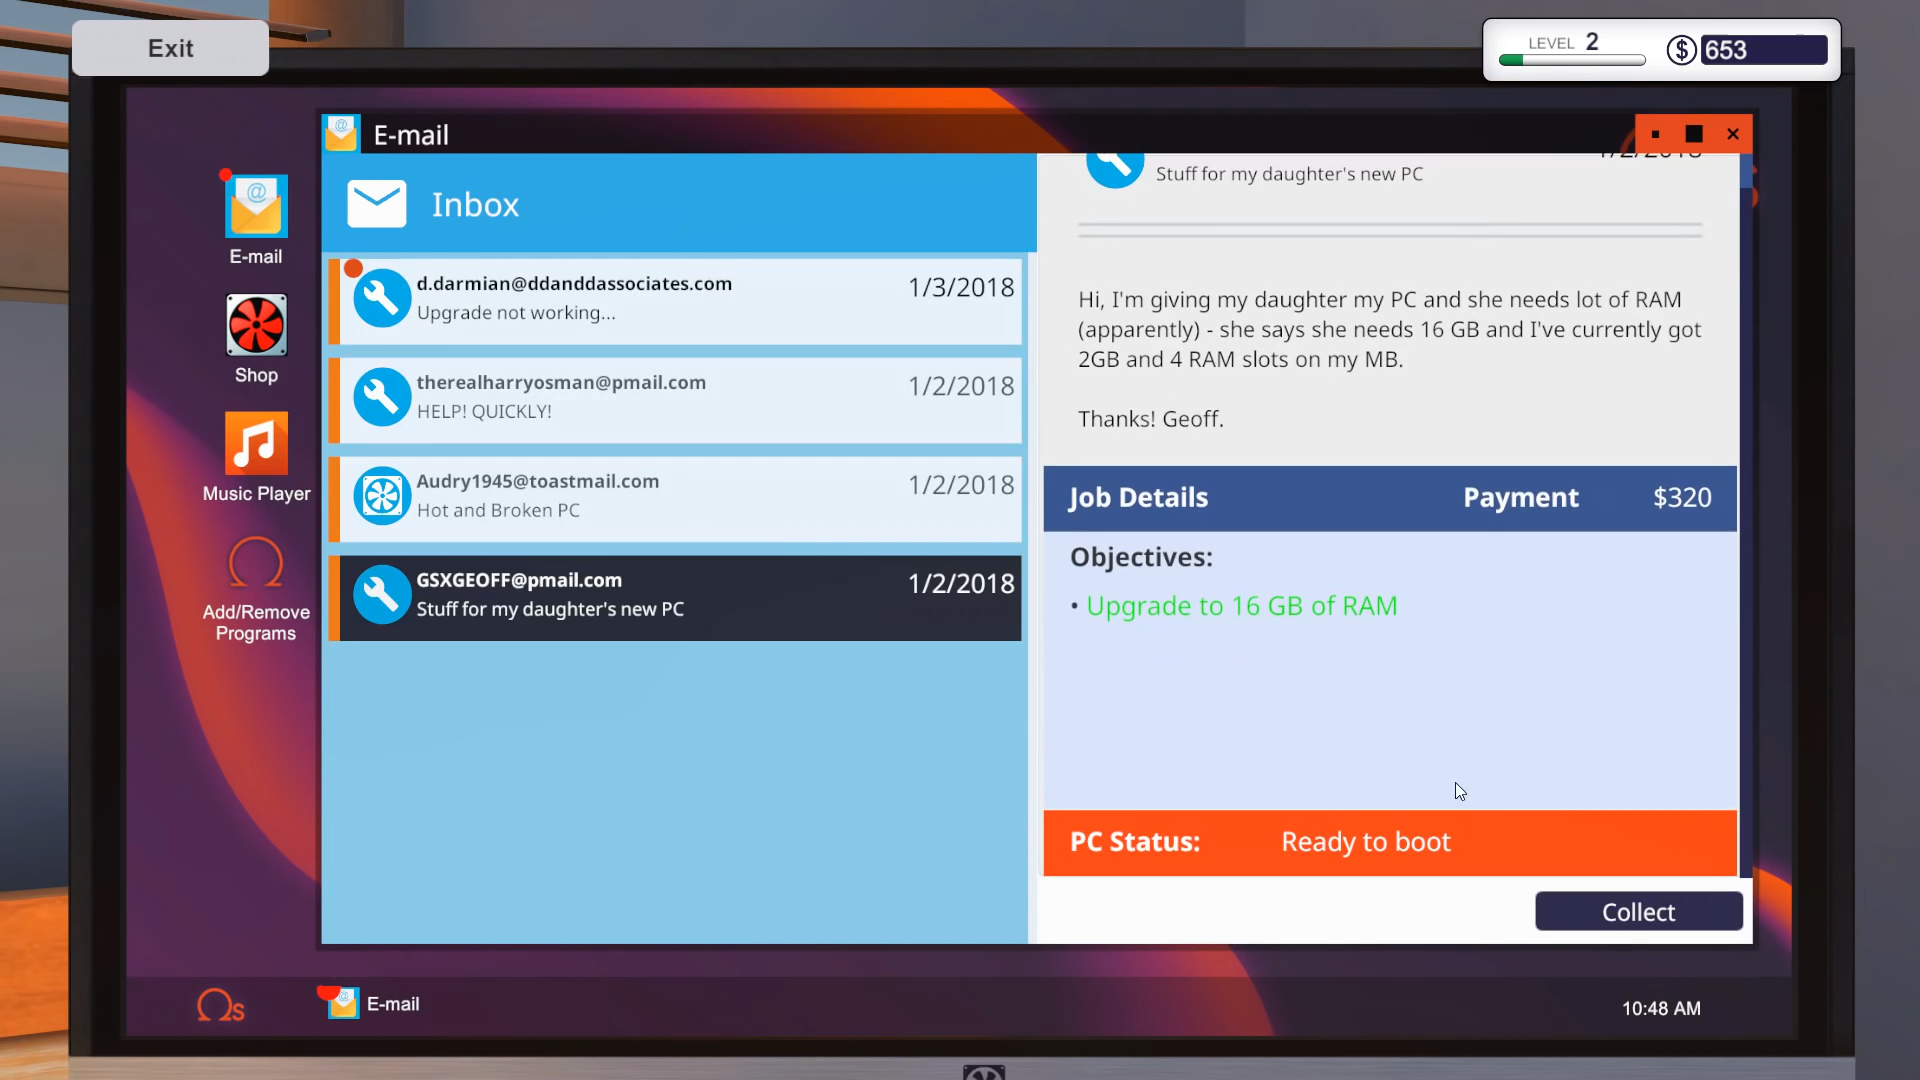 Exit
LEVEL 2
$ 653
E-mail
E-mail
Shop
Music Player
Add/Remove
Programs
Inbox
d.darmian@ddanddassociates.com 1/3/2018
Upgrade not working...
therealharryosman@pmail.com 1/2/2018
HELP! QUICKLY!
Audry1945@toastmail.com 1/2/2018
Hot and Broken PC
GSXGEOFF@pmail.com 1/2/2018
Stuff for my daughter's new PC
1/2/2018
Stuff for my daughter's new PC
Hi, I'm giving my daughter my PC and she needs lot of RAM
(apparently) - she says she needs 16 GB and I've currently got
2GB and 4 RAM slots on my MB.
Thanks! Geoff.
Job Details Payment $320
Objectives:
• Upgrade to 16 GB of RAM
PC Status: Ready to boot
Collect
Ωs
E-mail
10:48 AM